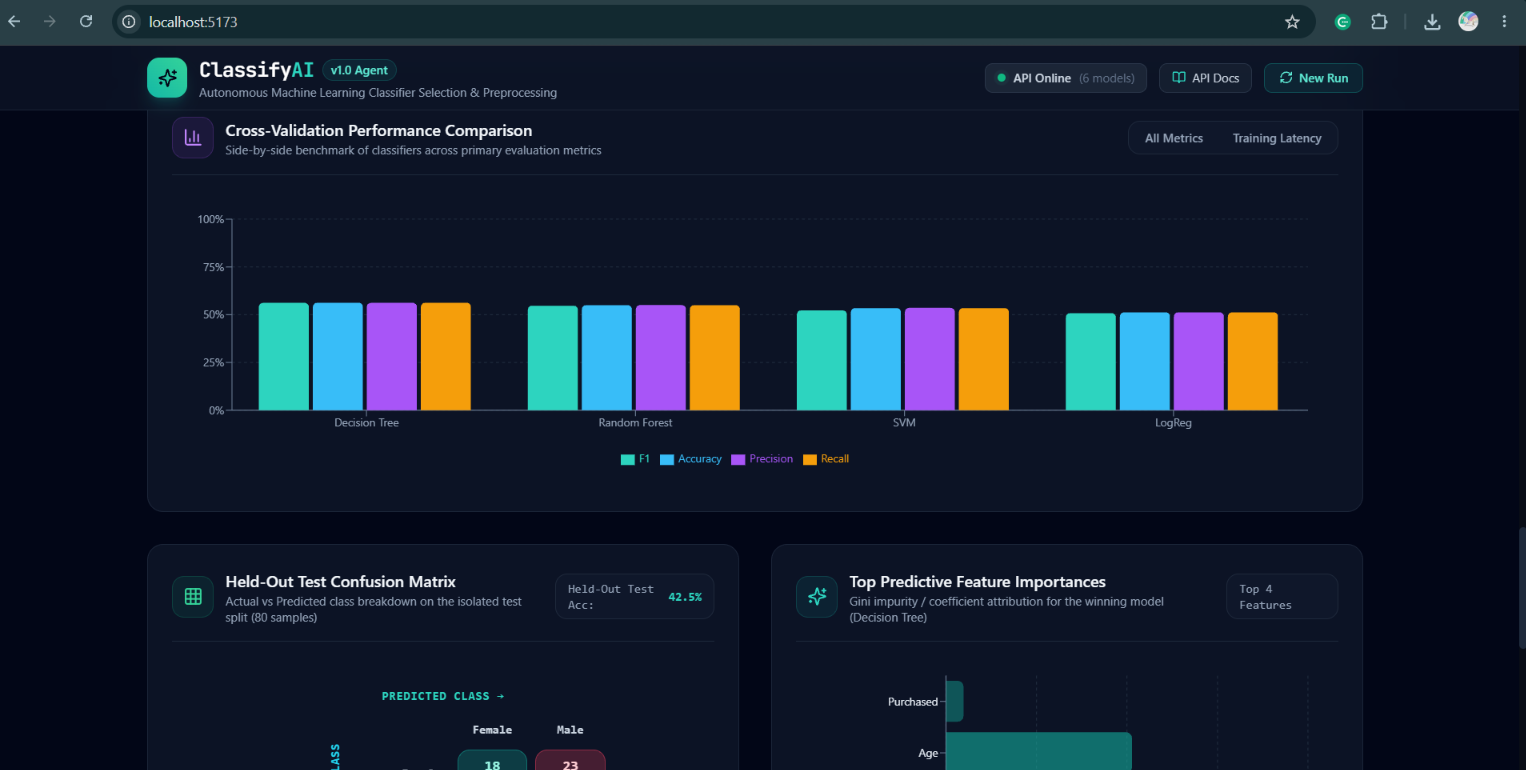 localhost:5173
ClassifyAI
v1.0 Agent
Autonomous Machine Learning Classifier Selection & Preprocessing
API Online (6 models)
API Docs
New Run
Cross-Validation Performance Comparison
Side-by-side benchmark of classifiers across primary evaluation metrics
All Metrics
Training Latency
100%
75%
50%
25%
0%
Decision Tree
Random Forest
SVM
LogReg
F1
Accuracy
Precision
Recall
Held-Out Test Confusion Matrix
Actual vs Predicted class breakdown on the isolated test
split (80 samples)
Held-Out Test
Acc:
42.5%
PREDICTED CLASS →
Female
Male
18
23
Top Predictive Feature Importances
Gini impurity / coefficient attribution for the winning model
(Decision Tree)
Top 4
Features
Purchased
Age